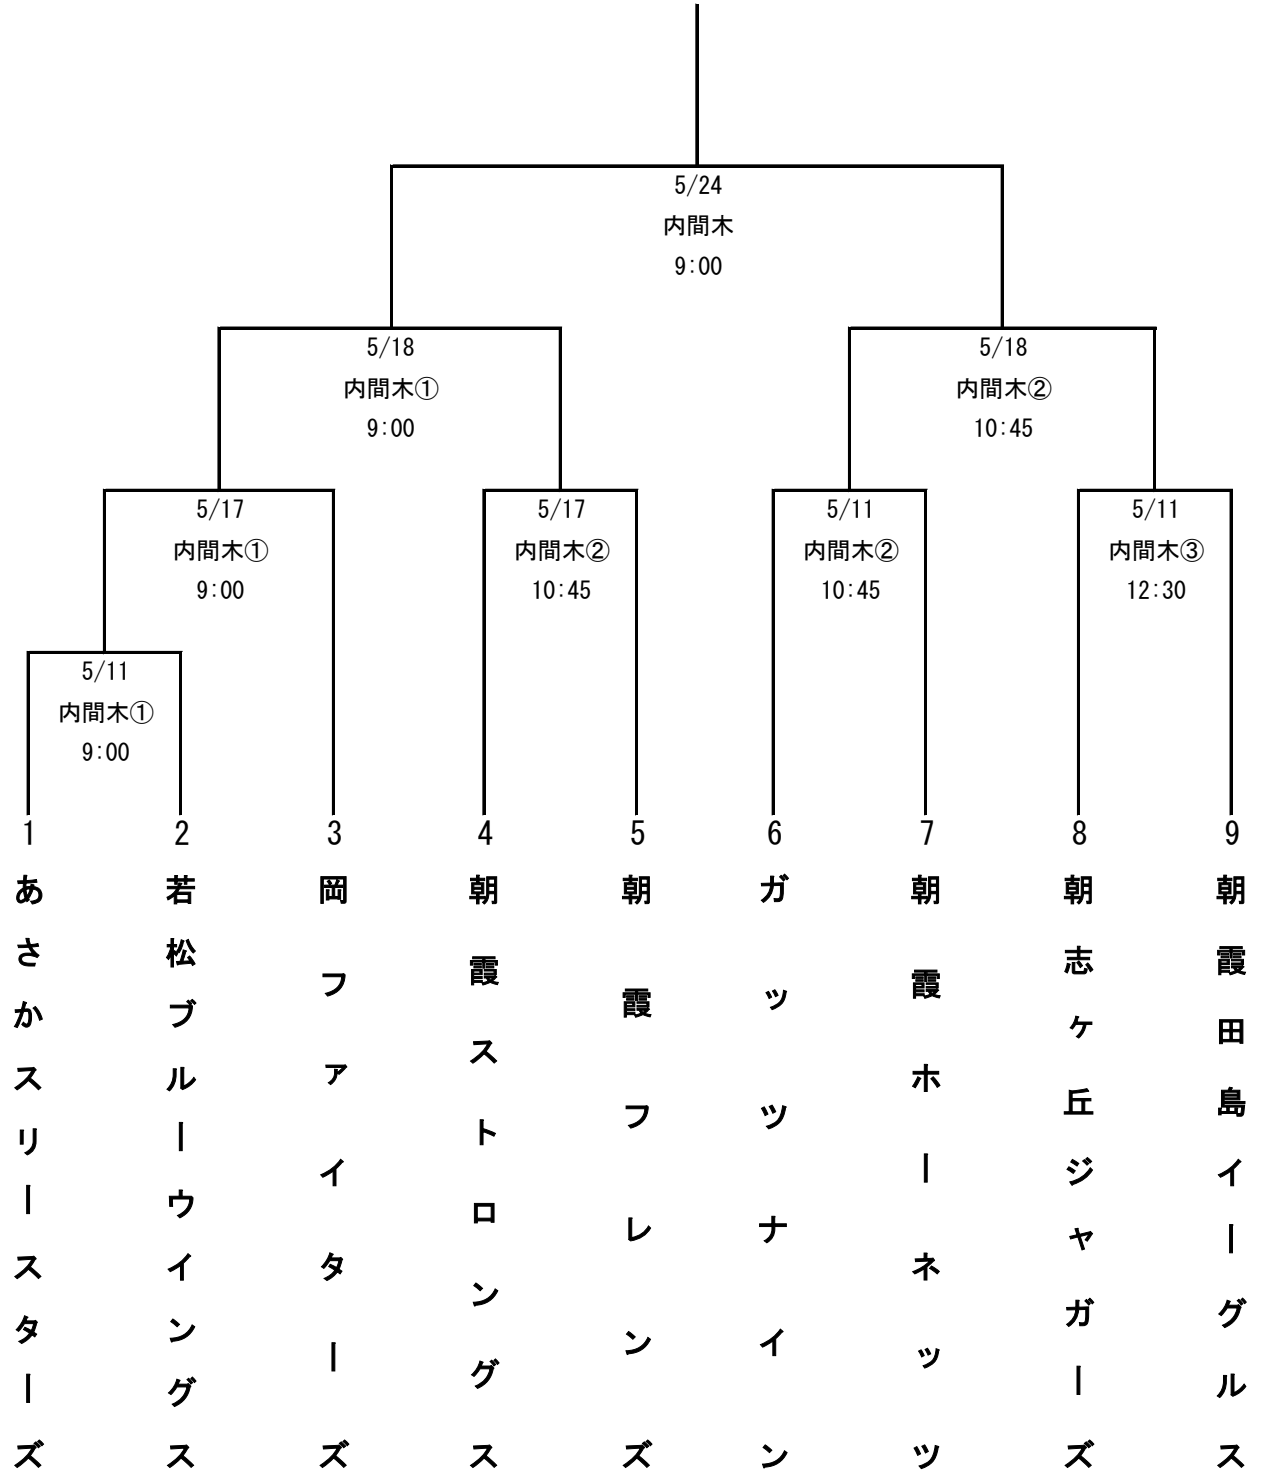 5/24
内間木
9:00
5/18
内間木①
9:00
5/18
内間木②
10:45
5/17
内間木①
9:00
5/17
内間木②
10:45
5/11
内間木②
10:45
5/11
内間木③
12:30
5/11
内間木①
9:00
1
あさかスリースターズ
2
若松ブルーウイングス
3
岡ファイターズ
4
朝霞ストロングス
5
朝霞フレンズ
6
ガッツナイン
7
朝霞ホーネッツ
8
朝志ヶ丘ジャガーズ
9
朝霞田島イーグルス